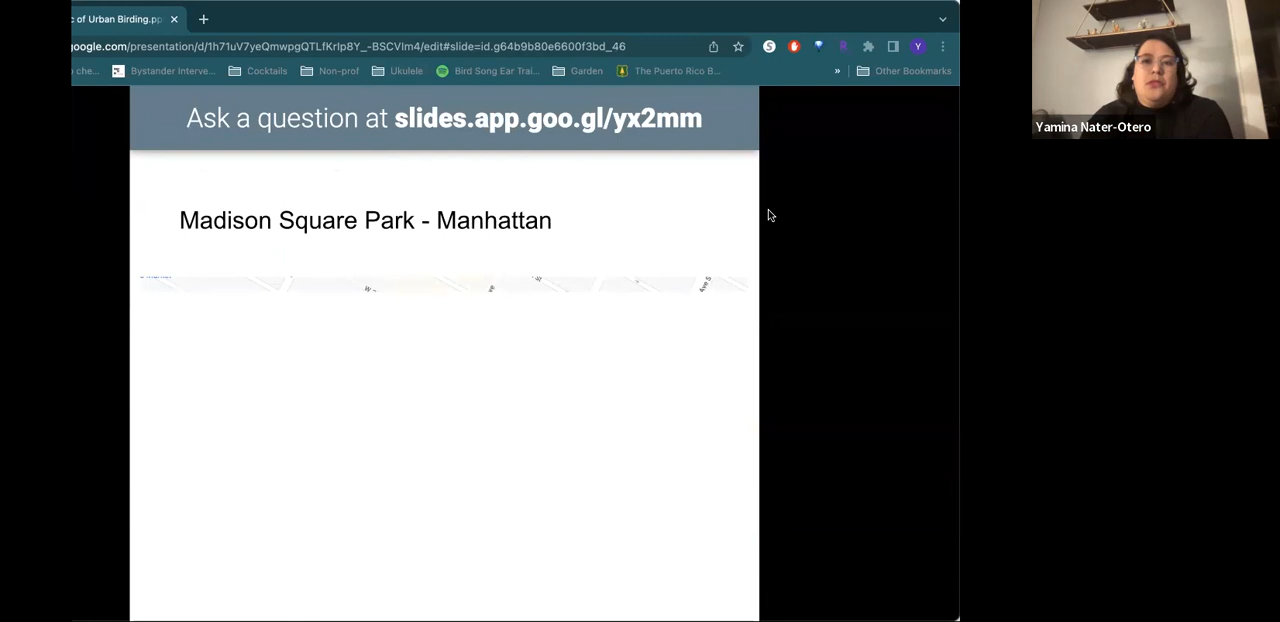 c of Urban Birding.pp
google.com/presentation/d/1h71uV7yeQmwpgQTLfKrlp8Y_-BSCVlm4/edit#slide=id.g64b9b80e6600f3bd_46
Y
che...
Bystander Interve...
Cocktails
Non-prof
Ukulele
Bird Song Ear Trai...
Garden
The Puerto Rico B...
»
Other Bookmarks
Ask a question at slides.app.goo.gl/yx2mm
Madison Square Park - Manhattan
Yamina Nater-Otero